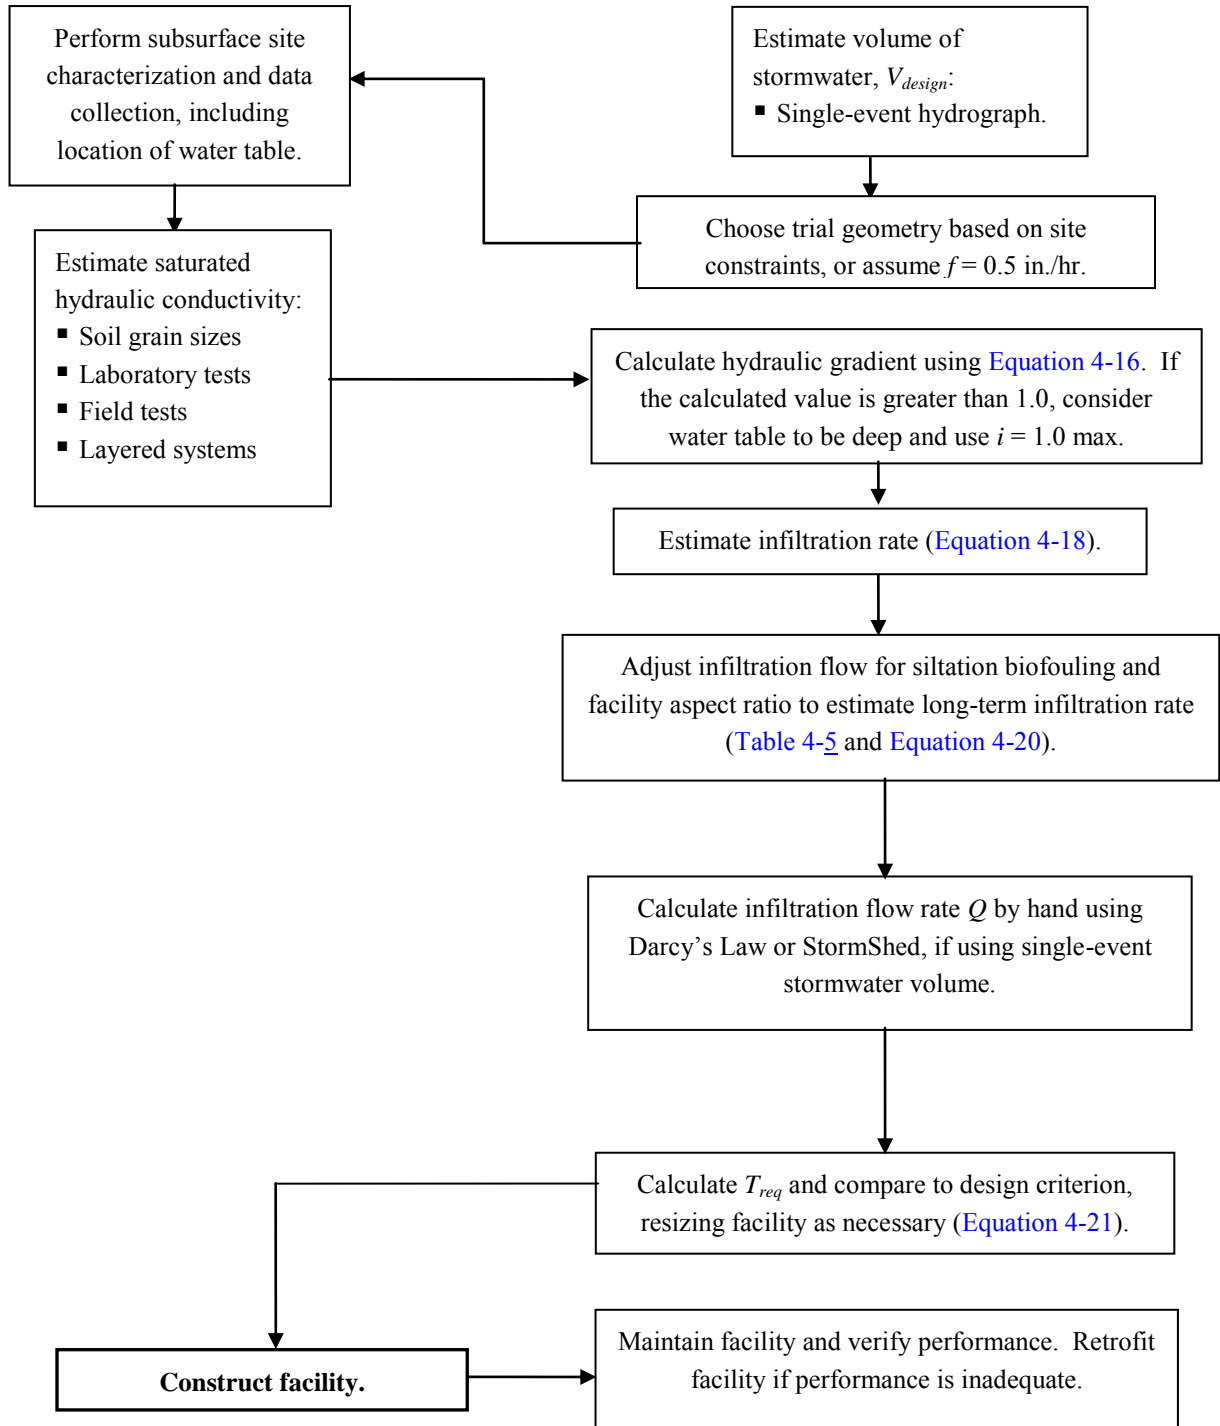 Perform subsurface site
characterization and data
collection, including
location of water table.
Estimate volume of
stormwater, Vdesign:
▪ Single-event hydrograph.
Choose trial geometry based on site
constraints, or assume f = 0.5 in./hr.
Estimate saturated
hydraulic conductivity:
▪ Soil grain sizes
▪ Laboratory tests
▪ Field tests
▪ Layered systems
Calculate hydraulic gradient using Equation 4-16.  If
the calculated value is greater than 1.0, consider
water table to be deep and use i = 1.0 max.
Estimate infiltration rate (Equation 4-18).
Adjust infiltration flow for siltation biofouling and
facility aspect ratio to estimate long-term infiltration rate
(Table 4-5 and Equation 4-20).
Calculate infiltration flow rate Q by hand using
Darcy’s Law or StormShed, if using single-event
stormwater volume.
Calculate Treq and compare to design criterion,
resizing facility as necessary (Equation 4-21).
Construct facility.
Maintain facility and verify performance.  Retrofit
facility if performance is inadequate.